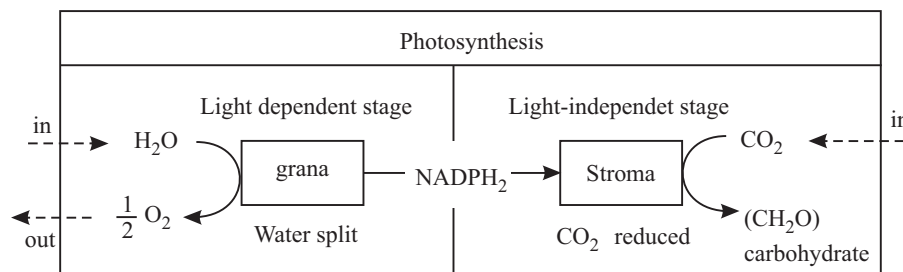 Photosynthesis
Light dependent stage
Light-independet stage
in
H₂O
grana
NADPH₂
Stroma
CO₂
in
out
1/2 O₂
Water split
CO₂ reduced
(CH₂O)
carbohydrate